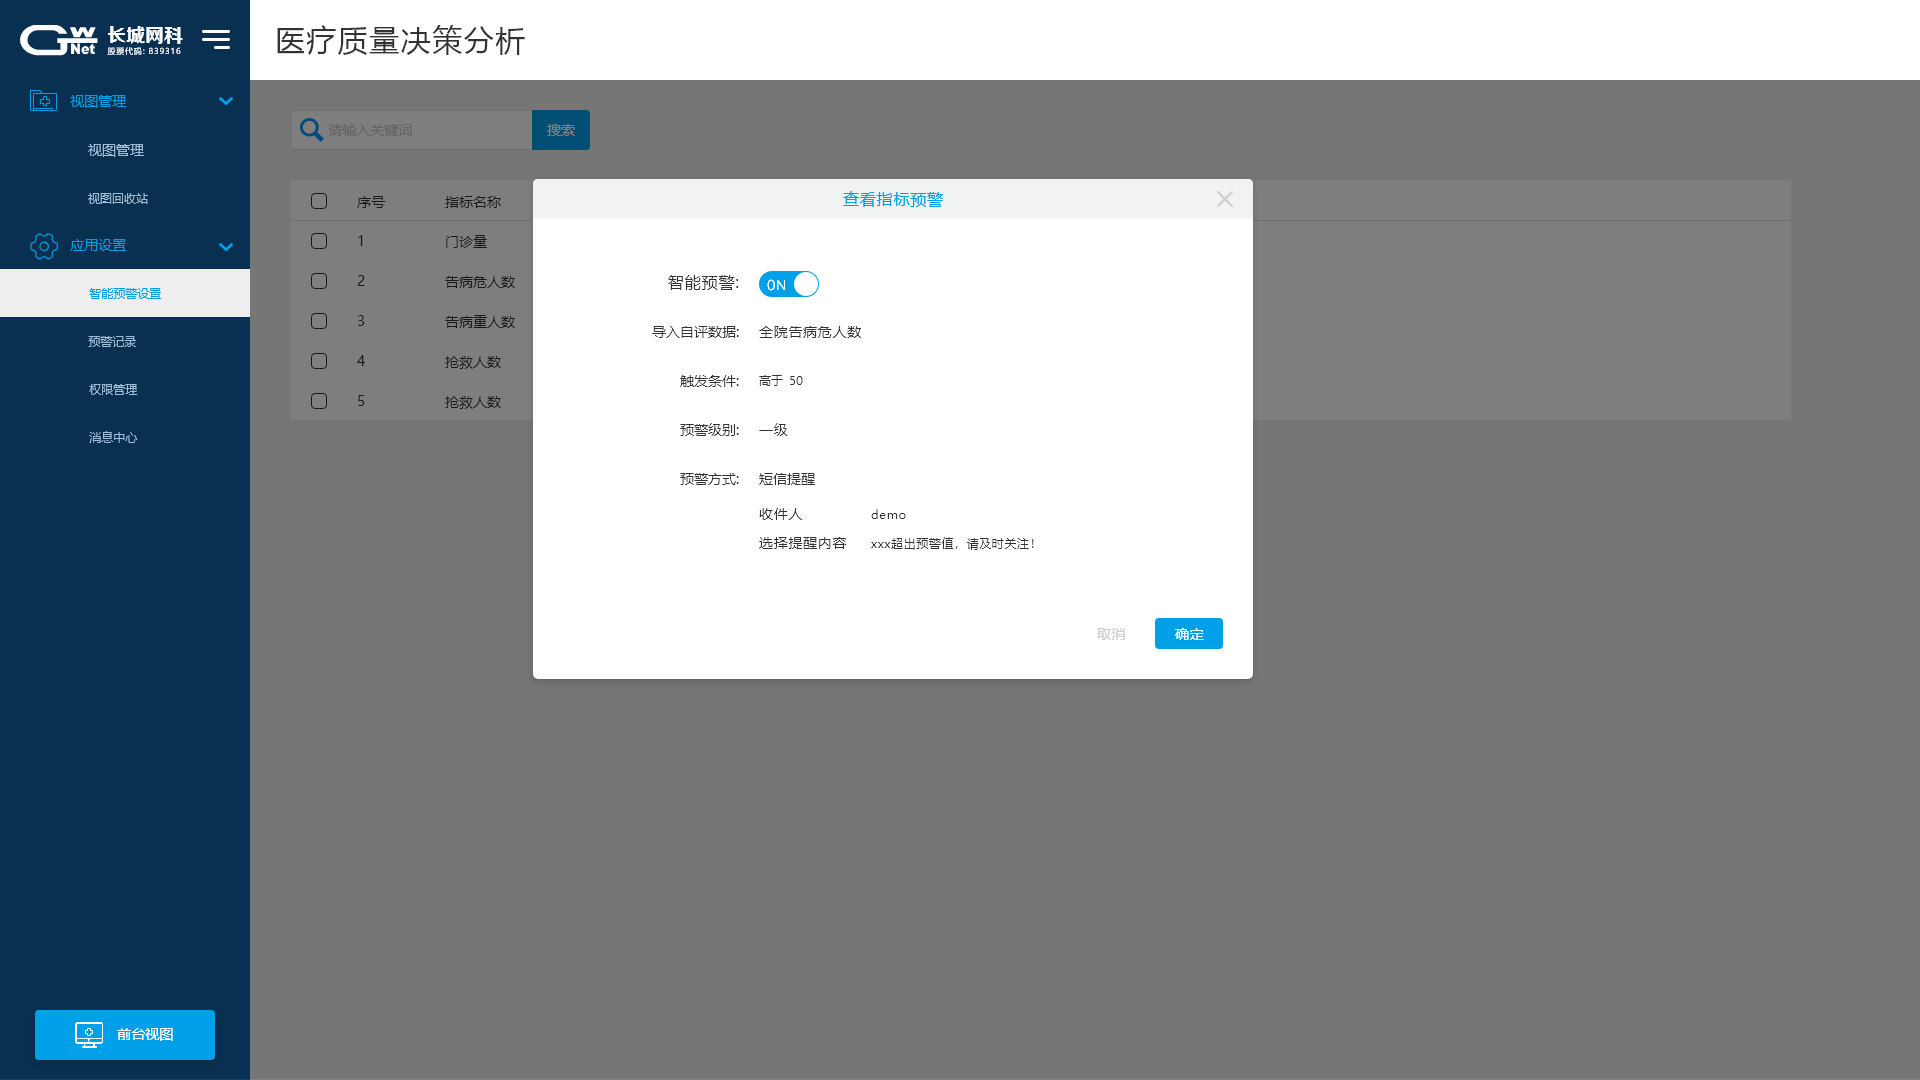 GWNet 长城网科
股票代码: 839316
医疗质量决策分析
视图管理
视图管理
视图回收站
应用设置
智能预警设置
预警记录
权限管理
消息中心
前台视图
请输入关键词 搜索
序号 指标名称
1 门诊量
2 告病危人数
3 告病重人数
4 抢救人数
5 抢救人数
查看指标预警
智能预警: ON
导入自评数据: 全院告病危人数
触发条件: 高于 50
预警级别: 一级
预警方式: 短信提醒
收件人 demo
选择提醒内容 xxx超出预警值，请及时关注！
取消 确定